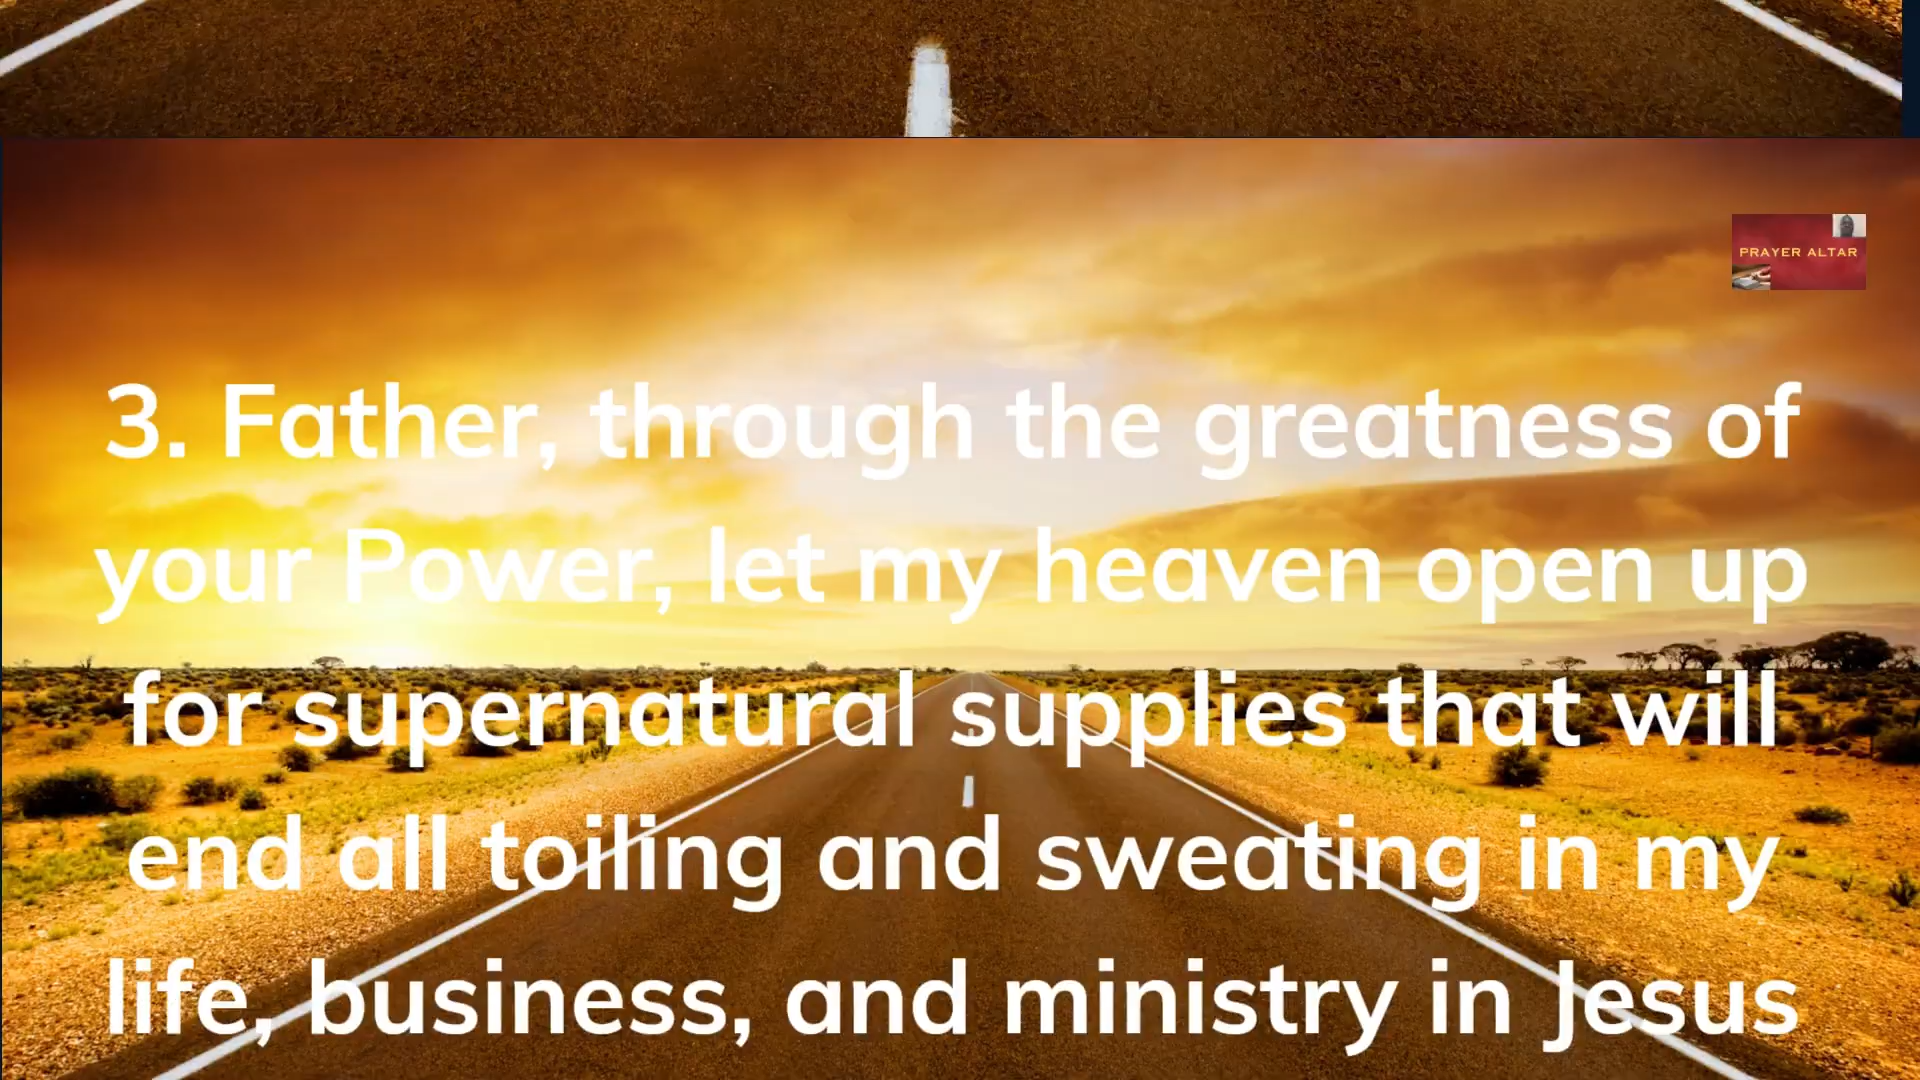 PRAYER ALTAR
3. Father, through the greatness of
your Power, let my heaven open up
for supernatural supplies that will
end all toiling and sweating in my
life, business, and ministry in Jesus